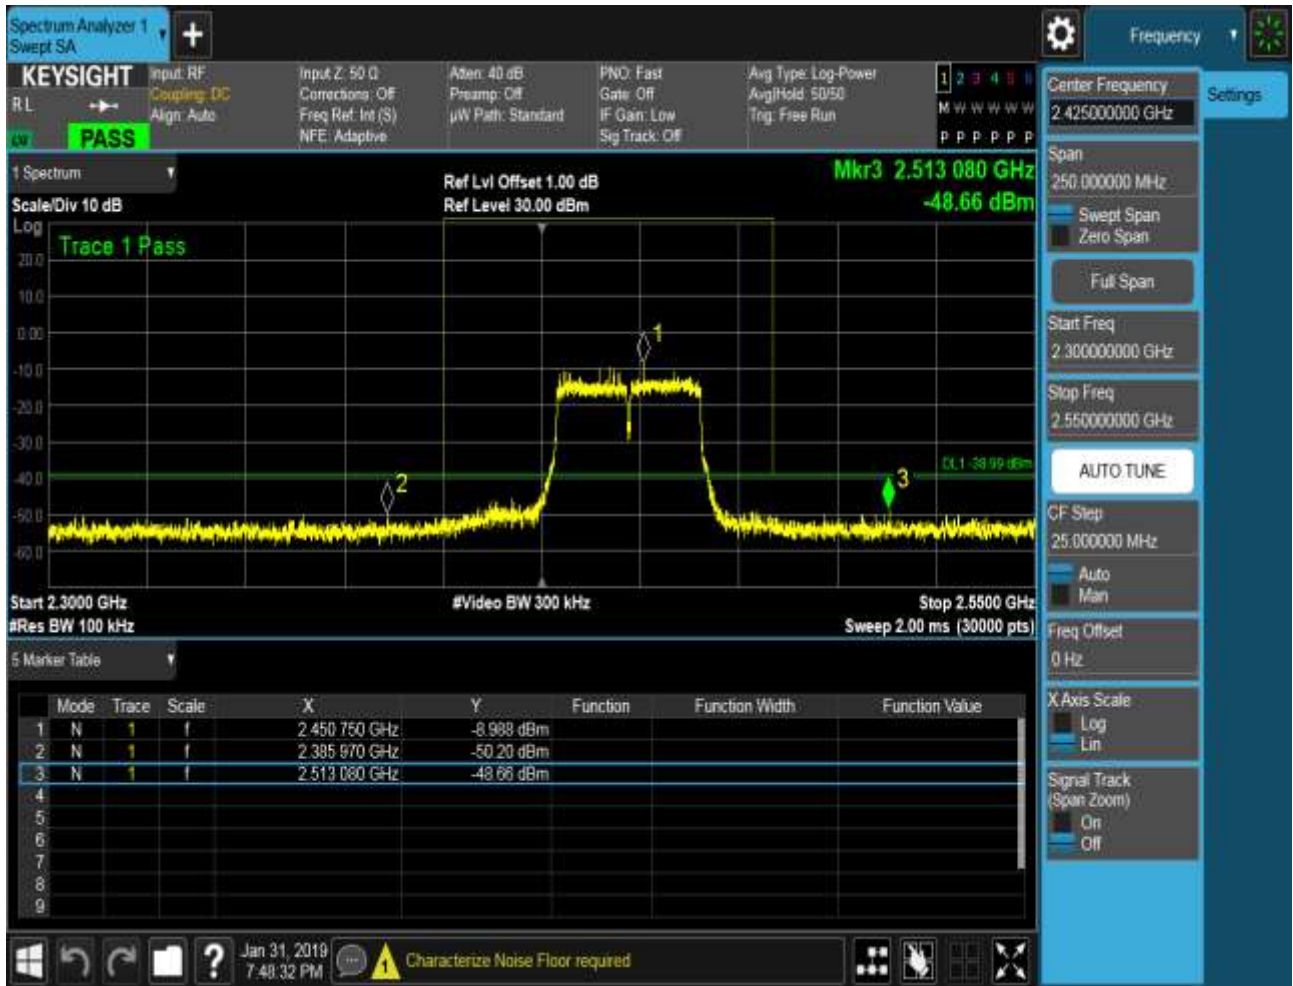 Spectrum Analyzer 1
Swept SA
+
Frequency
KEYSIGHT
R L
PASS
Input: RF
Coupling: DC
Align: Auto
Input Z: 50 Ω
Corrections: Off
Freq Ref: Int (S)
NFE: Adaptive
Atten: 40 dB
Preamp: Off
µW Path: Standard
PNO: Fast
Gate: Off
IF Gain: Low
Sig Track: Off
Avg Type: Log-Power
Avg|Hold: 50/50
Trig: Free Run
1 2 3 4 5 6
M W W W W W
P P P P P P
1 Spectrum
Scale/Div 10 dB
Ref Lvl Offset 1.00 dB
Ref Level 30.00 dBm
Mkr3 2.513 080 GHz
-48.66 dBm
Log
Trace 1 Pass
20.0
10.0
0.00
-10.0
-20.0
-30.0
-40.0
-50.0
-60.0
1
2
3
DL1 -38.99 dBm
Start 2.3000 GHz
#Video BW 300 kHz
Stop 2.5500 GHz
#Res BW 100 kHz
Sweep 2.00 ms (30000 pts)
5 Marker Table
Mode Trace Scale X Y Function Function Width Function Value
1 N 1 f 2.450 750 GHz -8.988 dBm
2 N 1 f 2.385 970 GHz -50.20 dBm
3 N 1 f 2.513 080 GHz -48.66 dBm
4
5
6
7
8
9
Center Frequency
2.425000000 GHz
Settings
Span
250.000000 MHz
Swept Span
Zero Span
Full Span
Start Freq
2.300000000 GHz
Stop Freq
2.550000000 GHz
AUTO TUNE
CF Step
25.000000 MHz
Auto
Man
Freq Offset
0 Hz
X Axis Scale
Log
Lin
Signal Track
(Span Zoom)
On
Off
?
Jan 31, 2019
7:48:32 PM
1
Characterize Noise Floor required